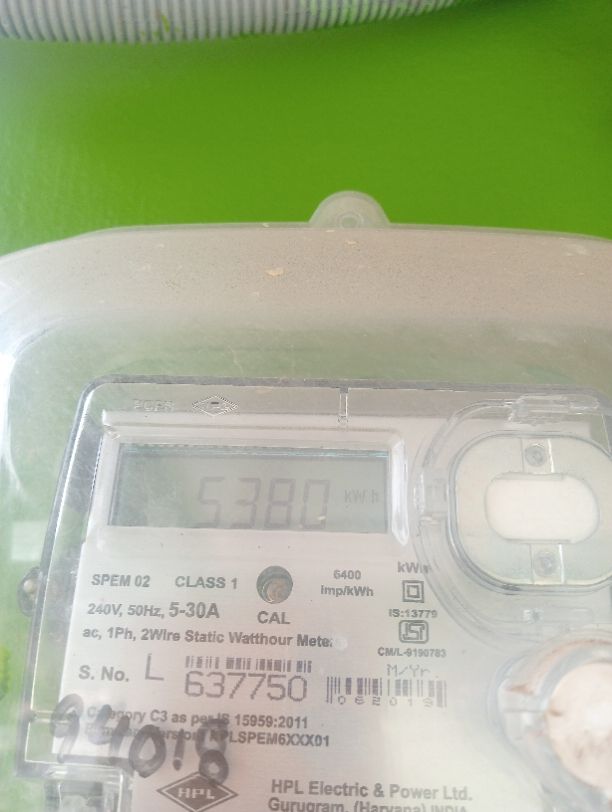 5380 kWh
SPEM 02 CLASS 1 6400 Imp/kWh kWh
240V, 50Hz, 5-30A CAL IS:13779
ac, 1Ph, 2Wire Static Watthour Meter CM/L-9190783
S. No. L 637750 M/Yr.
062019
Category C3 as per IS 15959:2011
HPL HPL Electric & Power Ltd.
Gurugram, (Haryana) INDIA